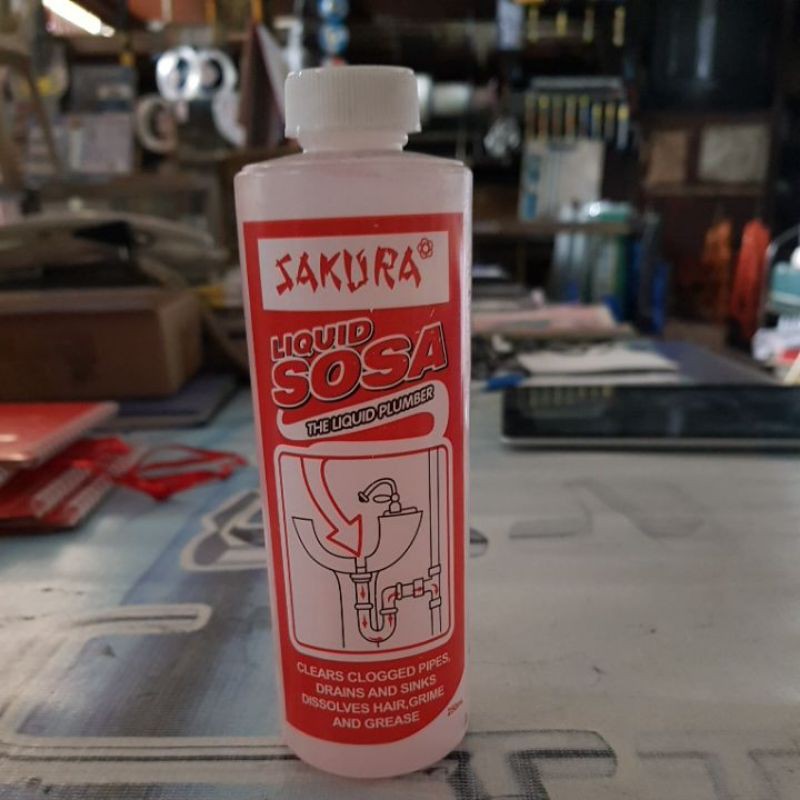 SAKURA
LIQUID
SOSA
THE LIQUID PLUMBER
CLEARS CLOGGED PIPES,
DRAINS AND SINKS
DISSOLVES HAIR,GRIME
AND GREASE